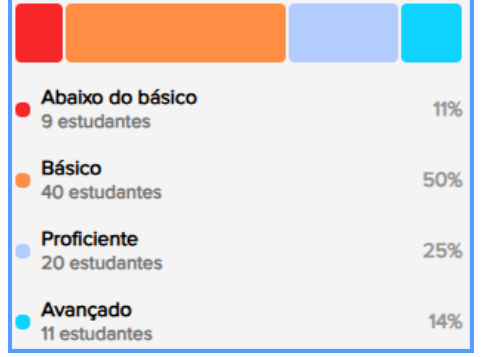 Abaixo do básico
9 estudantes
11%
Básico
40 estudantes
50%
Proficiente
20 estudantes
25%
Avançado
11 estudantes
14%